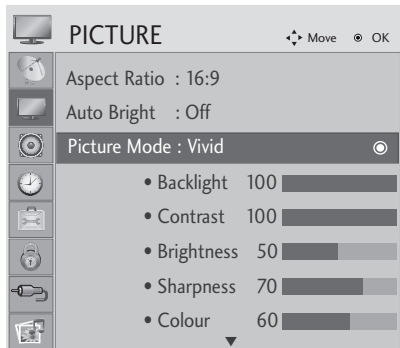 PICTURE Move OK
Aspect Ratio : 16:9
Auto Bright : Off
Picture Mode : Vivid
• Backlight 100
• Contrast 100
• Brightness 50
• Sharpness 70
• Colour 60